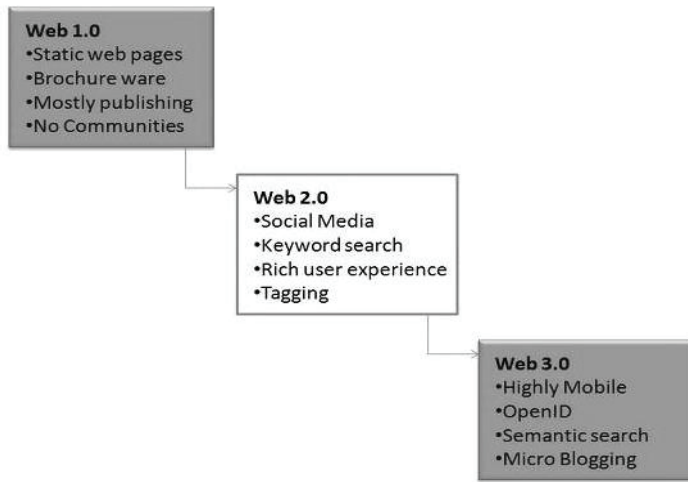 Web 1.0
•Static web pages
•Brochure ware
•Mostly publishing
•No Communities
Web 2.0
•Social Media
•Keyword search
•Rich user experience
•Tagging
Web 3.0
•Highly Mobile
•OpenID
•Semantic search
•Micro Blogging